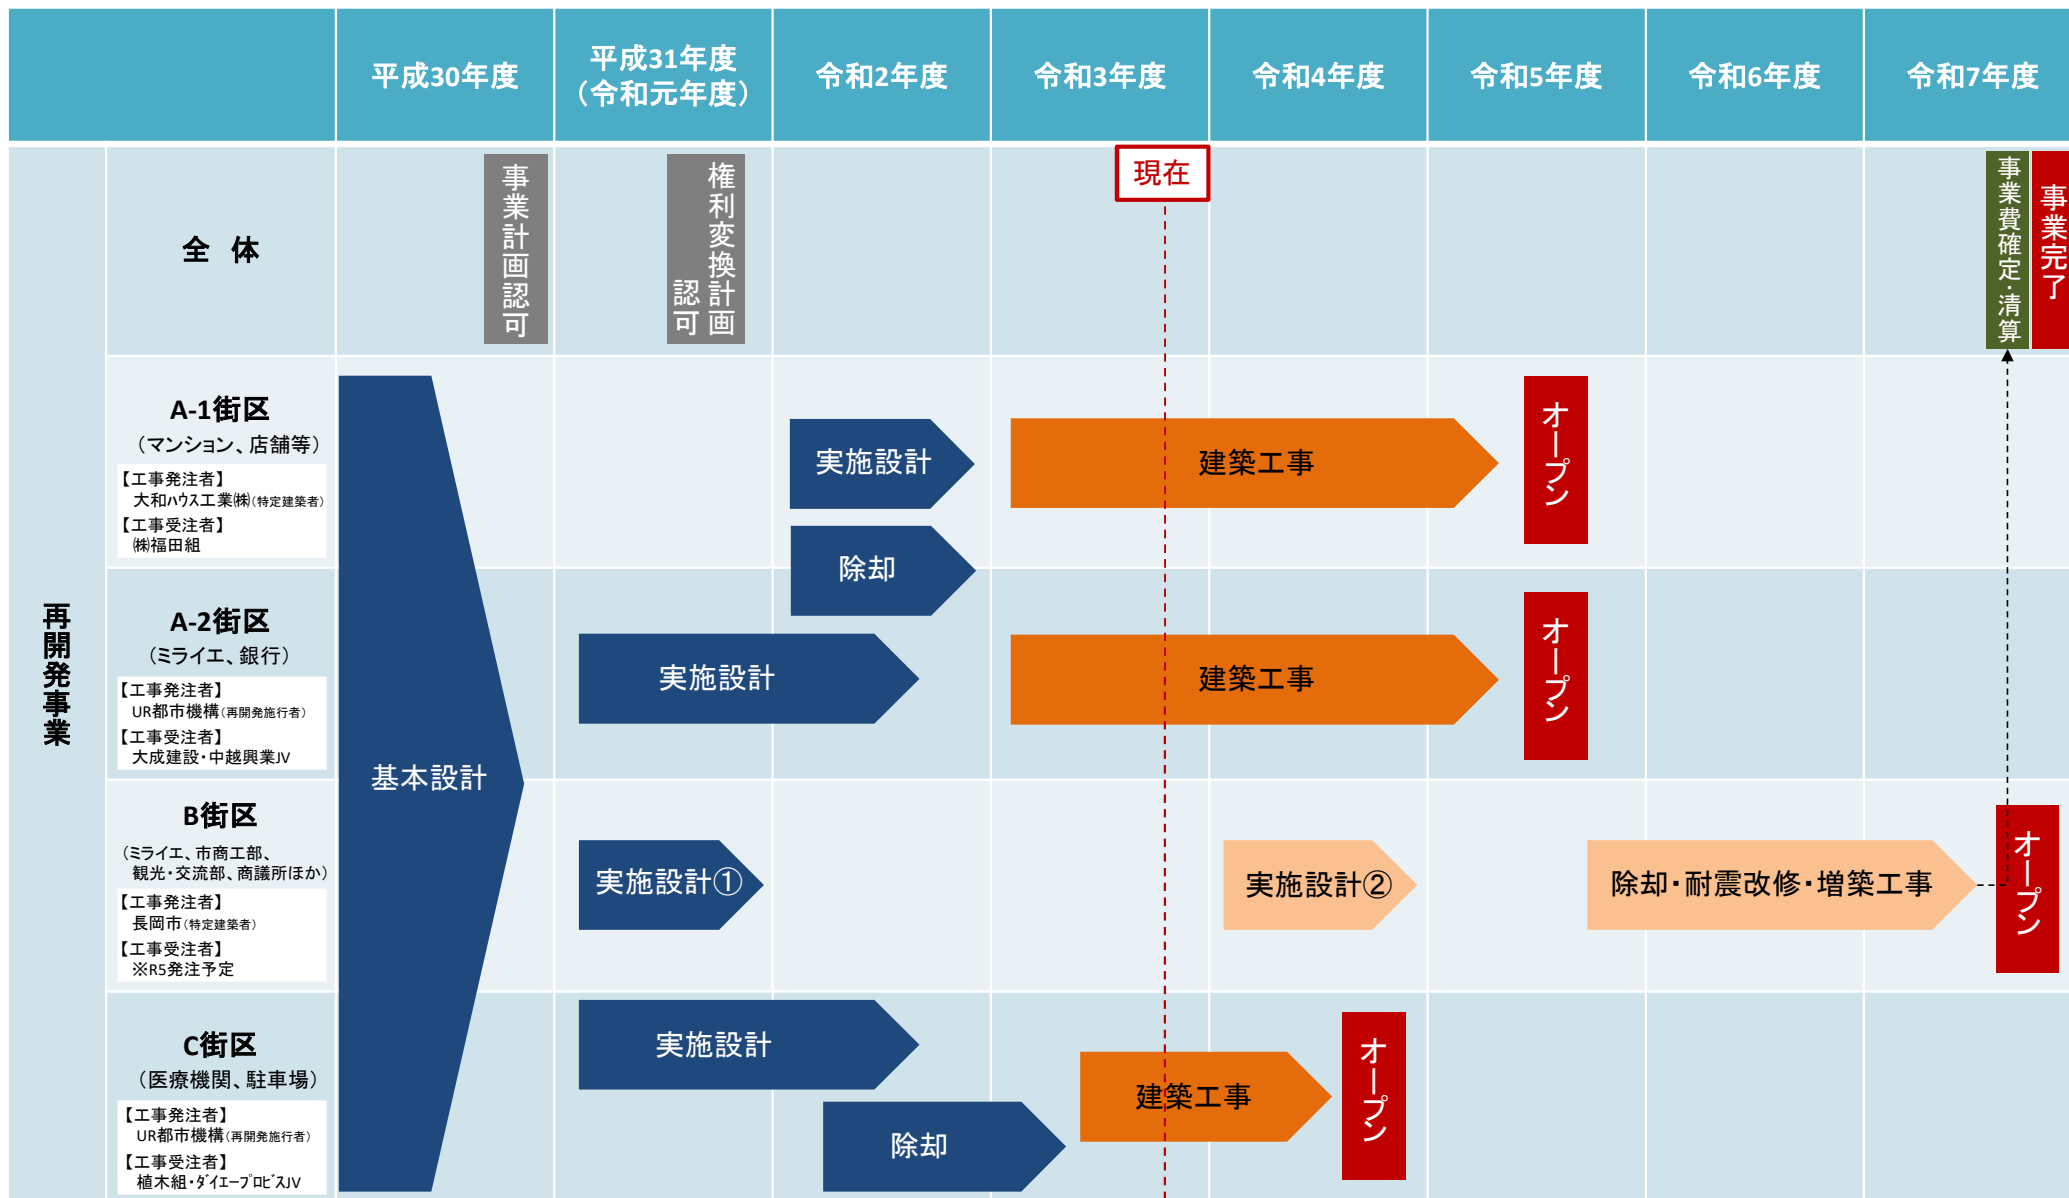 平成30年度
平成31年度
（令和元年度）
令和2年度
令和3年度
令和4年度
令和5年度
令和6年度
令和7年度
再開発事業
全 体
事業計画認可
権利変換計画
認可
現在
事業費確定・清算
事業完了
A-1街区
（マンション、店舗等）
【工事発注者】
大和ﾊｳｽ工業㈱（特定建築者）
【工事受注者】
㈱福田組
実施設計
建築工事
オープン
除却
A-2街区
（ミライエ、銀行）
【工事発注者】
UR都市機構（再開発施行者）
【工事受注者】
大成建設・中越興業JV
基本設計
実施設計
建築工事
オープン
B街区
（ミライエ、市商工部、
観光・交流部、商議所ほか）
【工事発注者】
長岡市（特定建築者）
【工事受注者】
※R5発注予定
実施設計①
実施設計②
除却・耐震改修・増築工事
オープン
C街区
（医療機関、駐車場）
【工事発注者】
UR都市機構（再開発施行者）
【工事受注者】
植木組・ﾀﾞｲｴｰﾌﾟﾛﾋﾞｽJV
実施設計
除却
建築工事
オープン